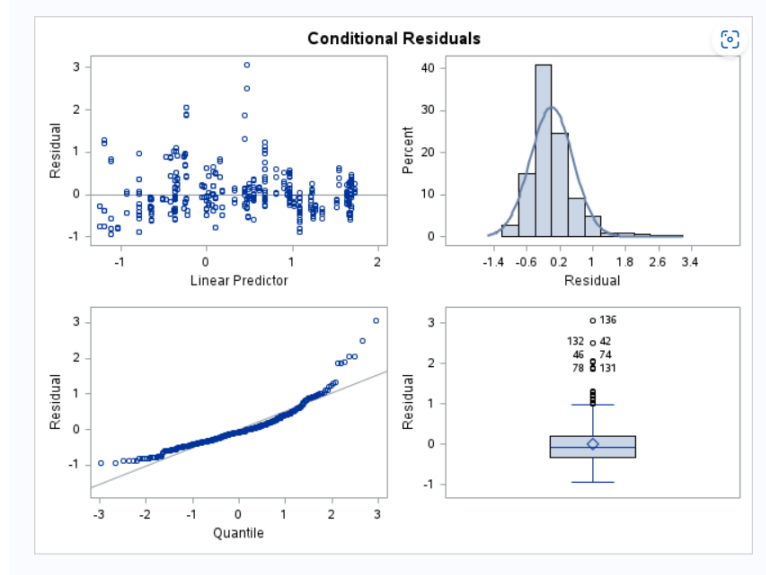 Conditional Residuals
Residual
3
2
1
0
-1
-1 0 1 2
Linear Predictor
Percent
40
30
20
10
0
-1.4 -0.6 0.2 1 1.8 2.6 3.4
Residual
Residual
3
2
1
0
-1
-3 -2 -1 0 1 2 3
Quantile
Residual
3
2
1
0
-1
136
132 42
46 74
78 131